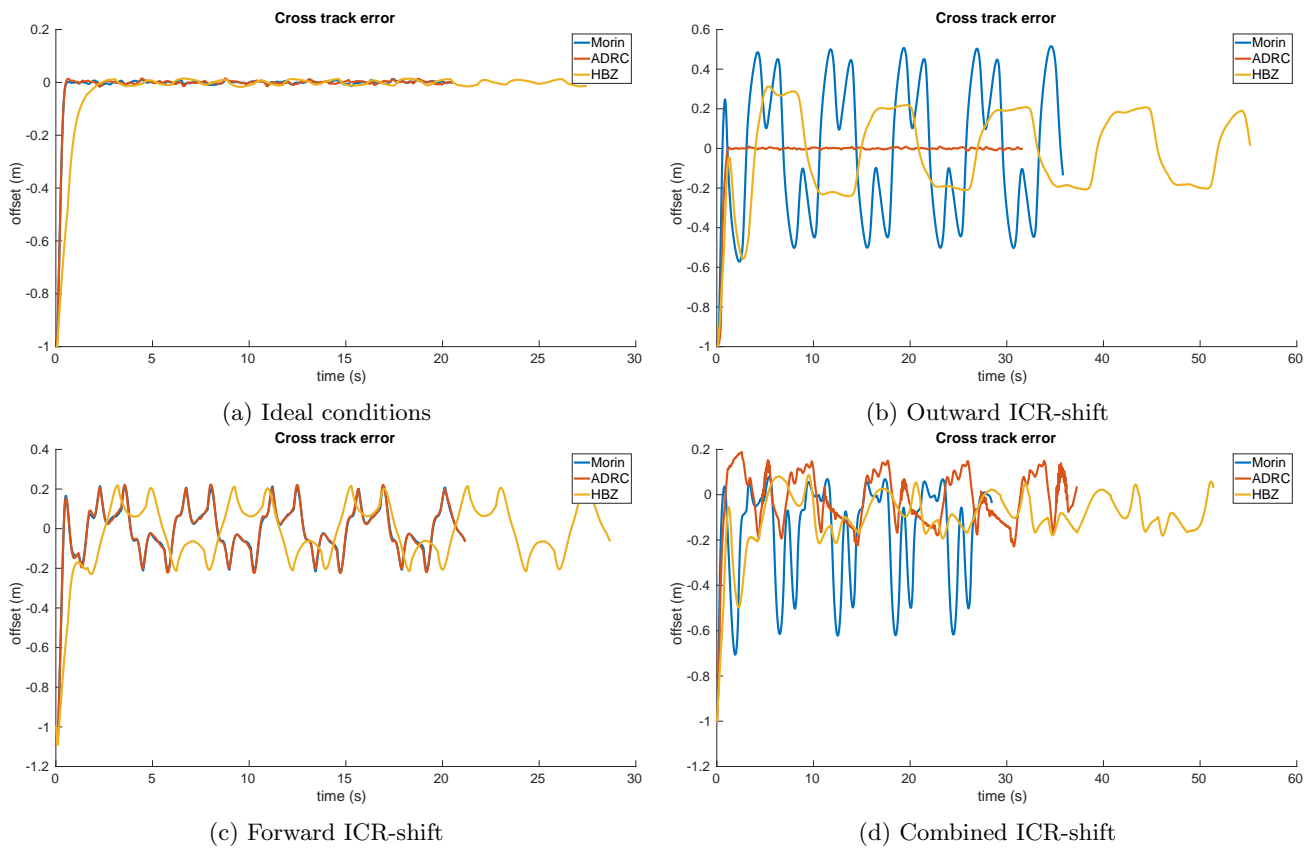 Cross track error
0.2
0
-0.2
-0.4
-0.6
-0.8
-1
offset (m)
0 5 10 15 20 25 30
time (s)
Morin
ADRC
HBZ
(a) Ideal conditions
Cross track error
0.6
0.4
0.2
0
-0.2
-0.4
-0.6
-0.8
-1
offset (m)
0 10 20 30 40 50 60
time (s)
Morin
ADRC
HBZ
(b) Outward ICR-shift
Cross track error
0.4
0.2
0
-0.2
-0.4
-0.6
-0.8
-1
-1.2
offset (m)
0 5 10 15 20 25 30
time (s)
Morin
ADRC
HBZ
(c) Forward ICR-shift
Cross track error
0.2
0
-0.2
-0.4
-0.6
-0.8
-1
-1.2
offset (m)
0 10 20 30 40 50 60
time (s)
Morin
ADRC
HBZ
(d) Combined ICR-shift